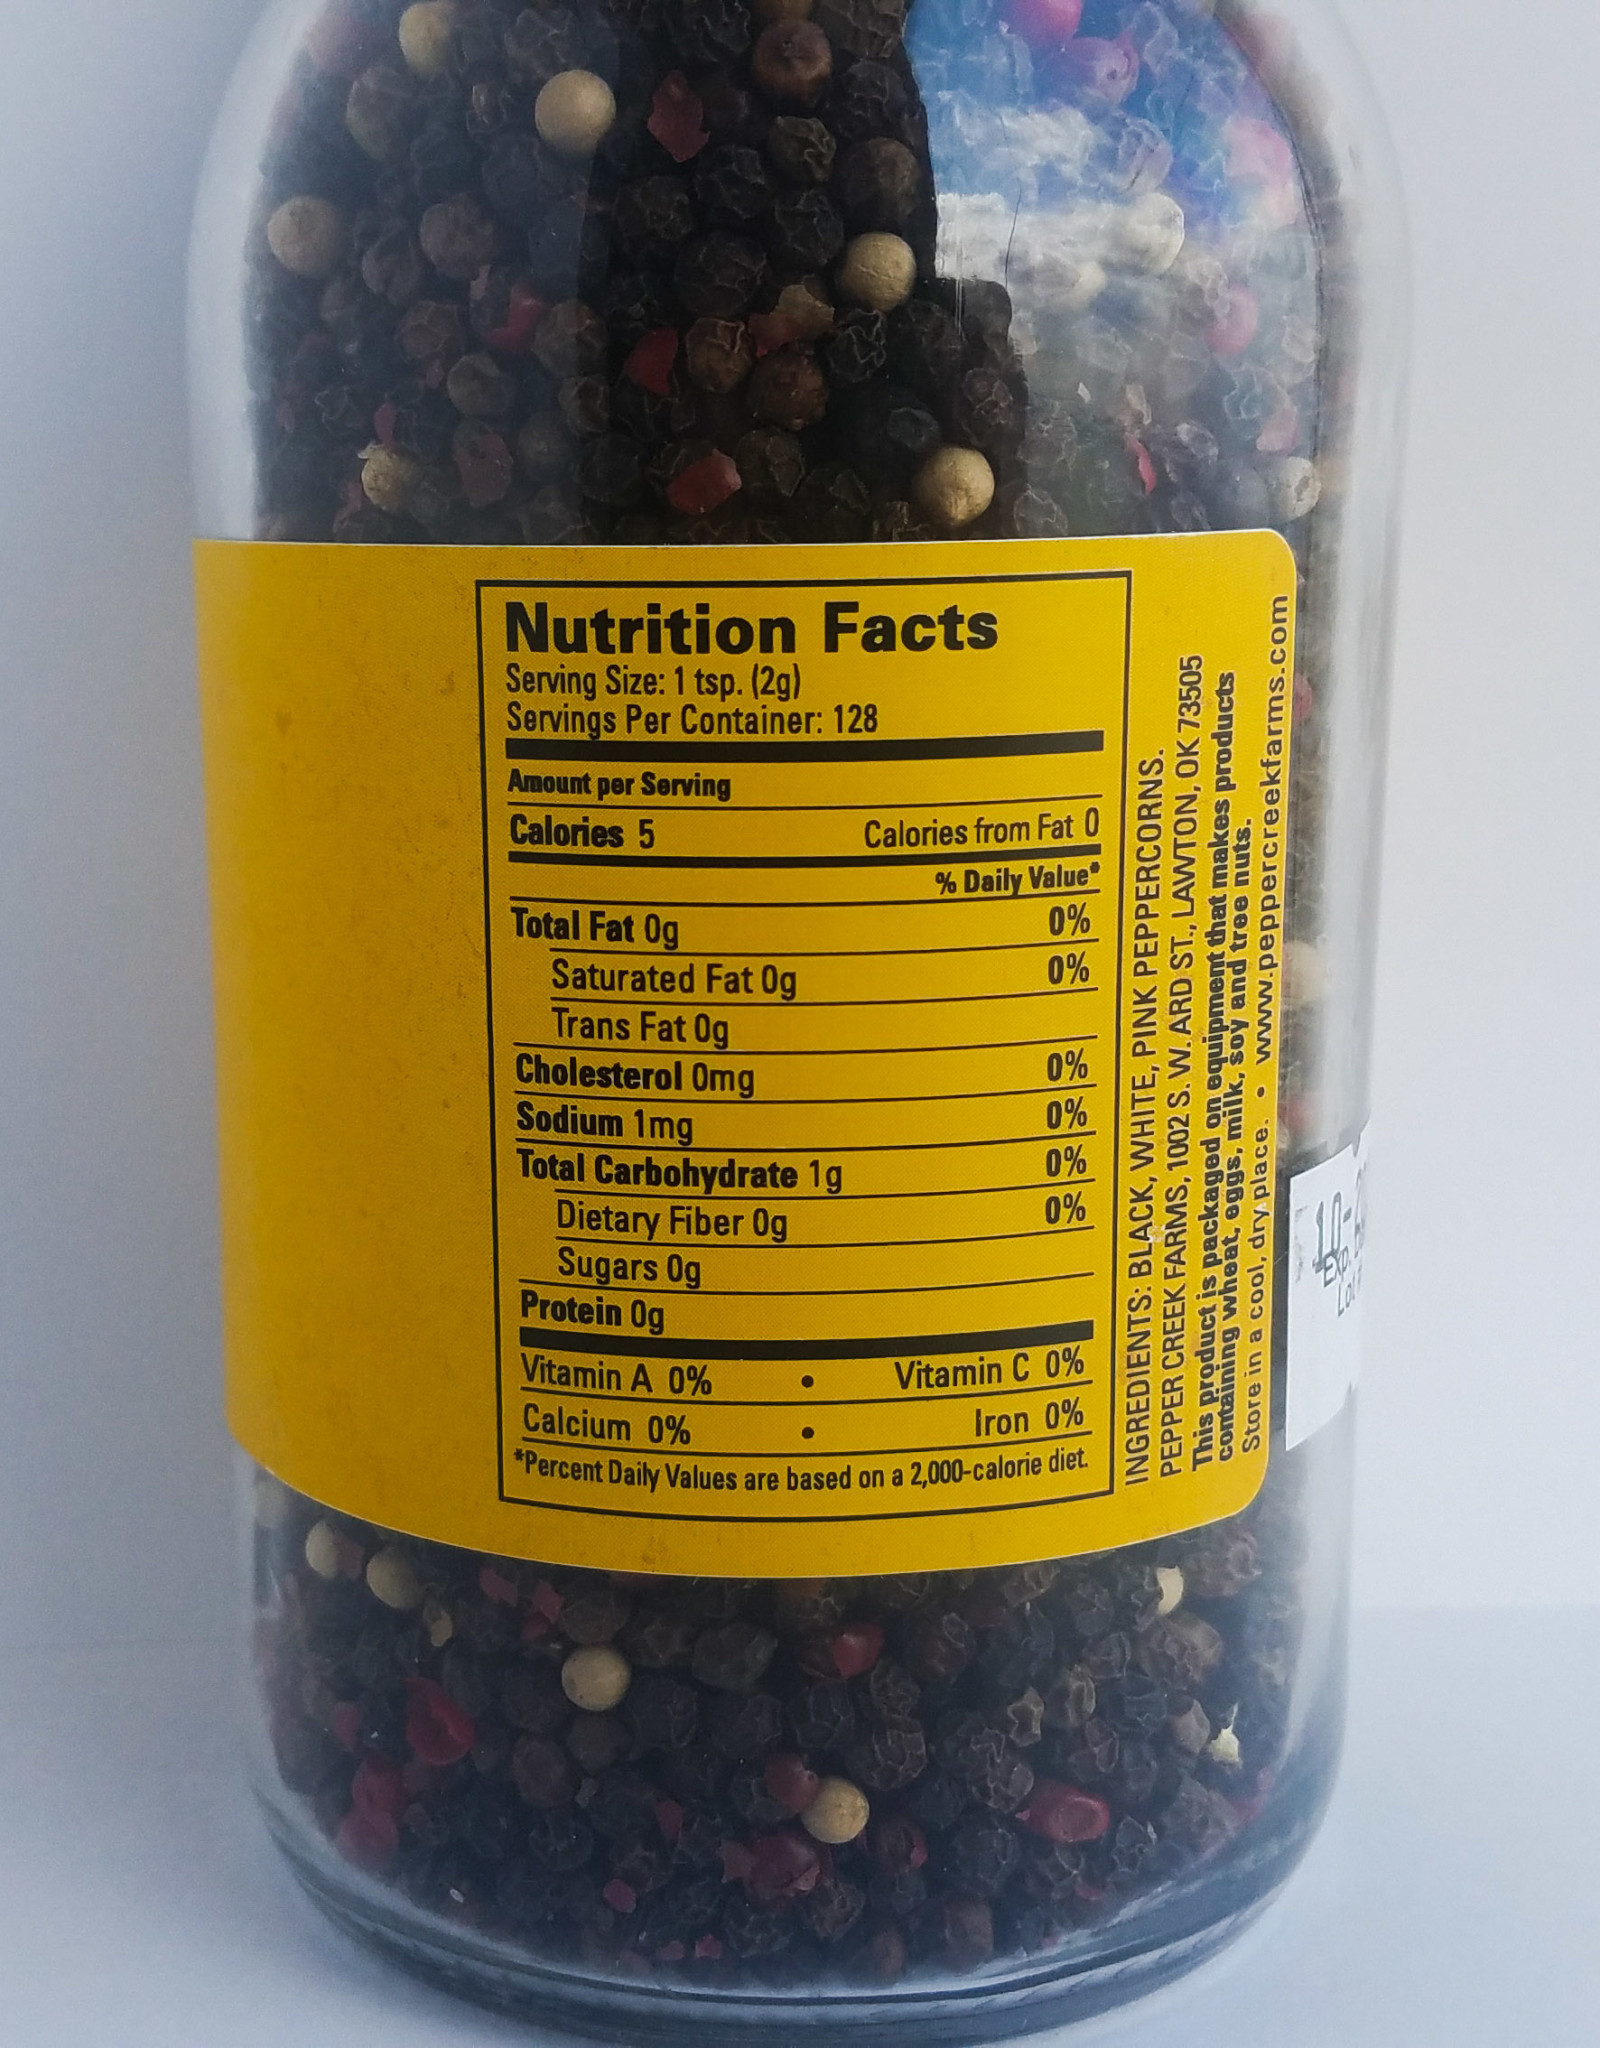 Nutrition Facts
Serving Size: 1 tsp. (2g)
Servings Per Container: 128
Amount per Serving
Calories 5 Calories from Fat 0
% Daily Value*
Total Fat 0g 0%
Saturated Fat 0g 0%
Trans Fat 0g
Cholesterol 0mg 0%
Sodium 1mg 0%
Total Carbohydrate 1g 0%
Dietary Fiber 0g 0%
Sugars 0g
Protein 0g
Vitamin A 0% • Vitamin C 0%
Calcium 0% • Iron 0%
*Percent Daily Values are based on a 2,000-calorie diet.
INGREDIENTS: BLACK, WHITE, PINK PEPPERCORNS.
PEPPER CREEK FARMS, 1002 S. W. ARD ST., LAWTON, OK 73505
This product is packaged on equipment that makes products
containing wheat, eggs, milk, soy and tree nuts.
Store in a cool, dry place. • www.peppercreekfarms.com
Exp.